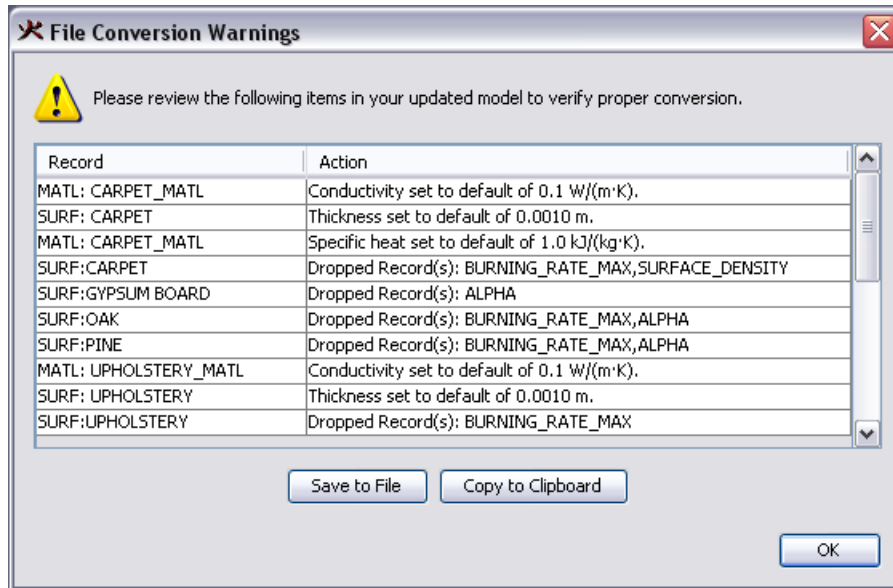 File Conversion Warnings
Please review the following items in your updated model to verify proper conversion.
Record Action
MATL: CARPET_MATL Conductivity set to default of 0.1 W/(m·K).
SURF: CARPET Thickness set to default of 0.0010 m.
MATL: CARPET_MATL Specific heat set to default of 1.0 kJ/(kg·K).
SURF:CARPET Dropped Record(s): BURNING_RATE_MAX,SURFACE_DENSITY
SURF:GYPSUM BOARD Dropped Record(s): ALPHA
SURF:OAK Dropped Record(s): BURNING_RATE_MAX,ALPHA
SURF:PINE Dropped Record(s): BURNING_RATE_MAX,ALPHA
MATL: UPHOLSTERY_MATL Conductivity set to default of 0.1 W/(m·K).
SURF: UPHOLSTERY Thickness set to default of 0.0010 m.
SURF:UPHOLSTERY Dropped Record(s): BURNING_RATE_MAX
Save to File Copy to Clipboard
OK